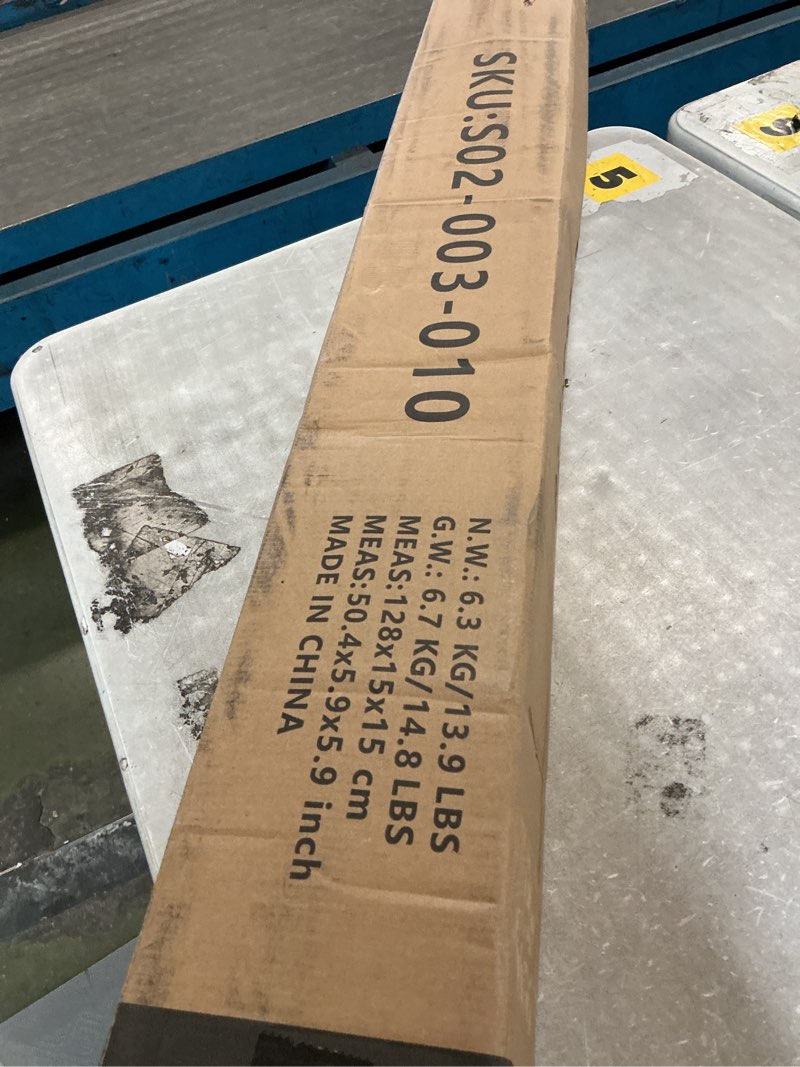 SKU:S02-003-010
N.W.: 6.3 KG/13.9 LBS
G.W.: 6.7 KG/14.8 LBS
MEAS:128x15x15 cm
MEAS:50.4x5.9x5.9 inch
MADE IN CHINA
5